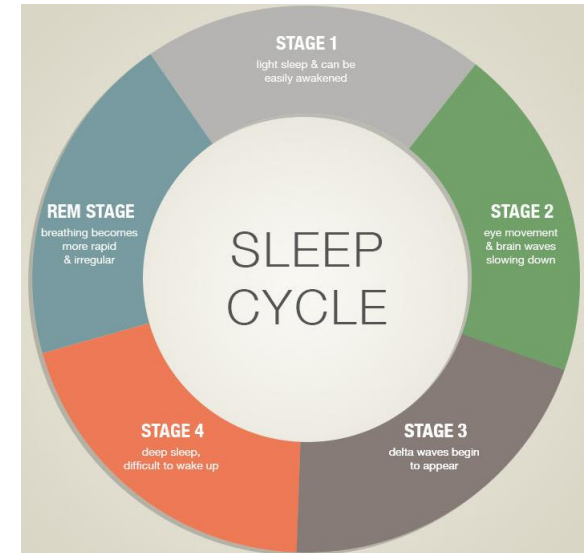 STAGE 1
light sleep & can be
easily awakened
STAGE 2
eye movement
& brain waves
slowing down
STAGE 3
delta waves begin
to appear
STAGE 4
deep sleep,
difficult to wake up
REM STAGE
breathing becomes
more rapid
& irregular
SLEEP
CYCLE